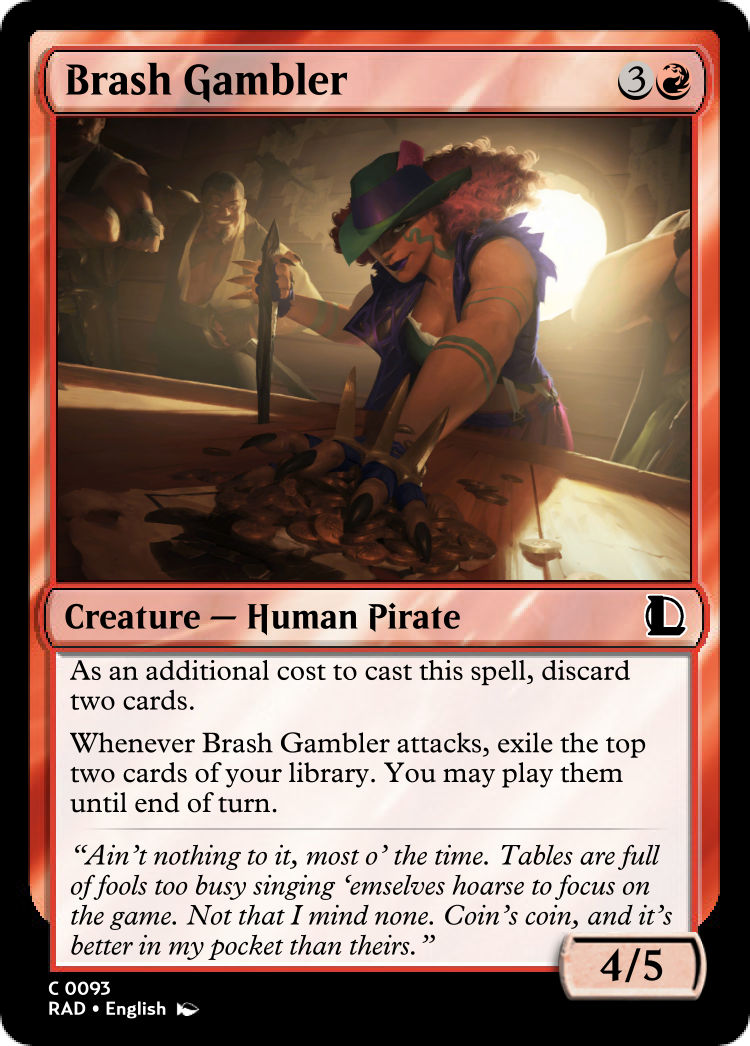 Brash Gambler 3
Creature — Human Pirate
As an additional cost to cast this spell, discard
two cards.
Whenever Brash Gambler attacks, exile the top
two cards of your library. You may play them
until end of turn.
“Ain’t nothing to it, most o’ the time. Tables are full
of fools too busy singing ‘emselves hoarse to focus on
the game. Not that I mind none. Coin’s coin, and it’s
better in my pocket than theirs.”
4/5
C 0093
RAD • English